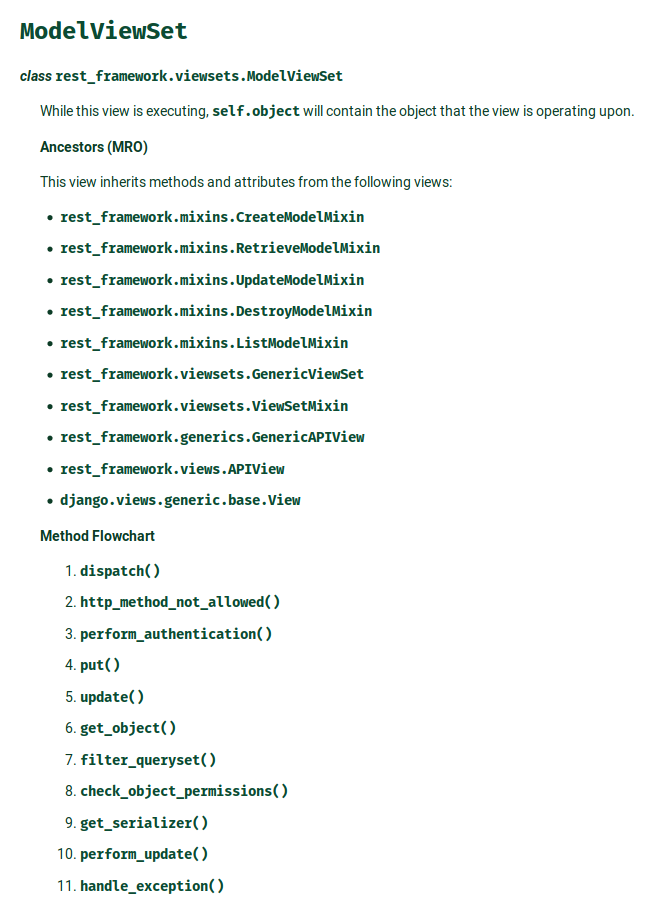 ModelViewSet
class rest_framework.viewsets.ModelViewSet
While this view is executing, self.object will contain the object that the view is operating upon.
Ancestors (MRO)
This view inherits methods and attributes from the following views:
• rest_framework.mixins.CreateModelMixin
• rest_framework.mixins.RetrieveModelMixin
• rest_framework.mixins.UpdateModelMixin
• rest_framework.mixins.DestroyModelMixin
• rest_framework.mixins.ListModelMixin
• rest_framework.viewsets.GenericViewSet
• rest_framework.viewsets.ViewSetMixin
• rest_framework.generics.GenericAPIView
• rest_framework.views.APIView
• django.views.generic.base.View
Method Flowchart
1. dispatch()
2. http_method_not_allowed()
3. perform_authentication()
4. put()
5. update()
6. get_object()
7. filter_queryset()
8. check_object_permissions()
9. get_serializer()
10. perform_update()
11. handle_exception()